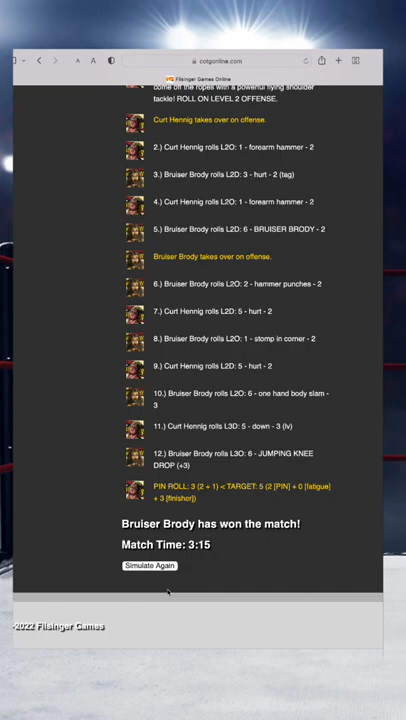 A A cotgonline.com
Filsinger Games Online
come off the ropes with a powerful flying shoulder
tackle! ROLL ON LEVEL 2 OFFENSE.
Curt Hennig takes over on offense.
2.) Curt Hennig rolls L2O: 1 - forearm hammer - 2
3.) Bruiser Brody rolls L2D: 3 - hurt - 2 (tag)
4.) Curt Hennig rolls L2O: 1 - forearm hammer - 2
5.) Bruiser Brody rolls L2D: 6 - BRUISER BRODY - 2
Bruiser Brody takes over on offense.
6.) Bruiser Brody rolls L2O: 2 - hammer punches - 2
7.) Curt Hennig rolls L2D: 5 - hurt - 2
8.) Bruiser Brody rolls L2O: 1 - stomp in corner - 2
9.) Curt Hennig rolls L2D: 5 - hurt - 2
10.) Bruiser Brody rolls L2O: 6 - one hand body slam -
3
11.) Curt Hennig rolls L3D: 5 - down - 3 (lv)
12.) Bruiser Brody rolls L3O: 6 - JUMPING KNEE
DROP (+3)
PIN ROLL: 3 (2 + 1) < TARGET: 5 (2 [PIN] + 0 [fatigue]
+ 3 [finisher])
Bruiser Brody has won the match!
Match Time: 3:15
Simulate Again
-2022 Filsinger Games